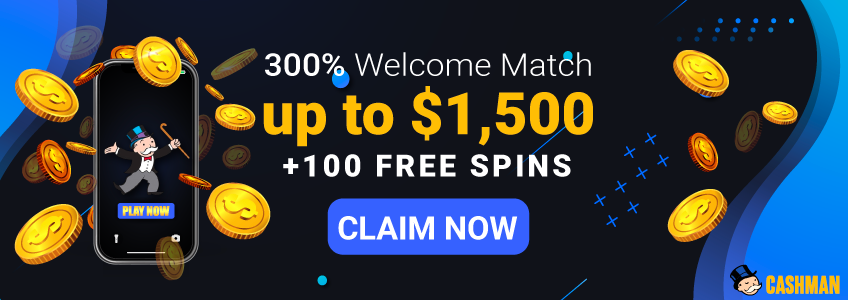 300% Welcome Match
up to $1,500
+100 FREE SPINS
PLAY NOW
CLAIM NOW
CASHMAN